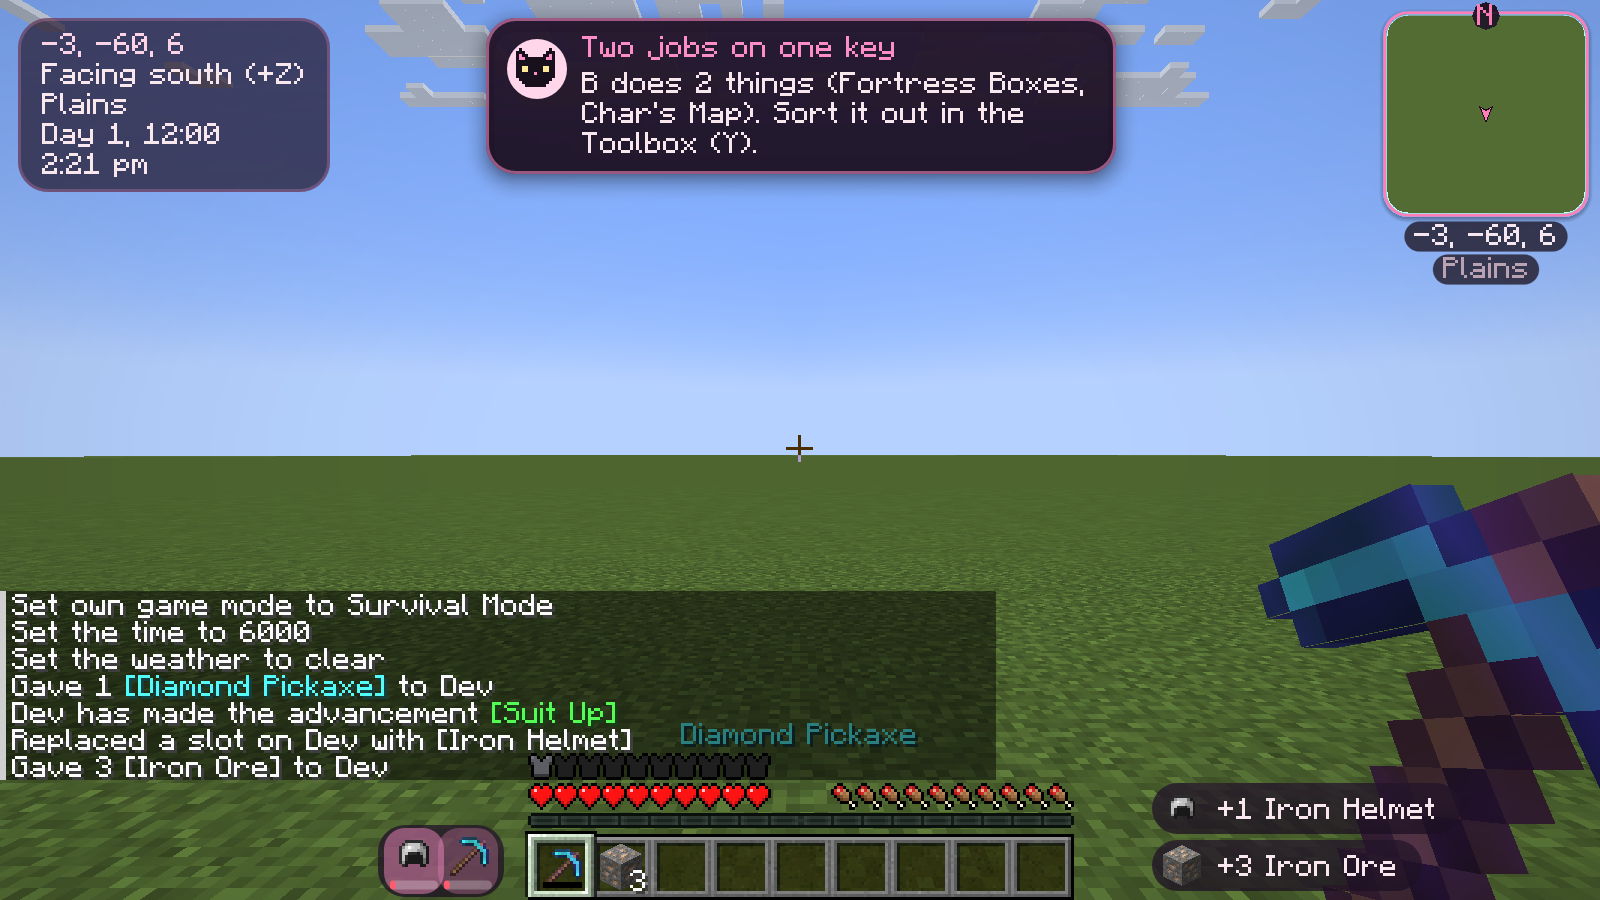 -3, -60, 6
Facing south (+Z)
Plains
Day 1, 12:00
2:21 pm
Two jobs on one key
B does 2 things (Fortress Boxes,
Char's Map). Sort it out in the
Toolbox (Y).
N
-3, -60, 6
Plains
Set own game mode to Survival Mode
Set the time to 6000
Set the weather to clear
Gave 1 [Diamond Pickaxe] to Dev
Dev has made the advancement [Suit Up]
Replaced a slot on Dev with [Iron Helmet]
Gave 3 [Iron Ore] to Dev
Diamond Pickaxe
+1 Iron Helmet
+3 Iron Ore
3